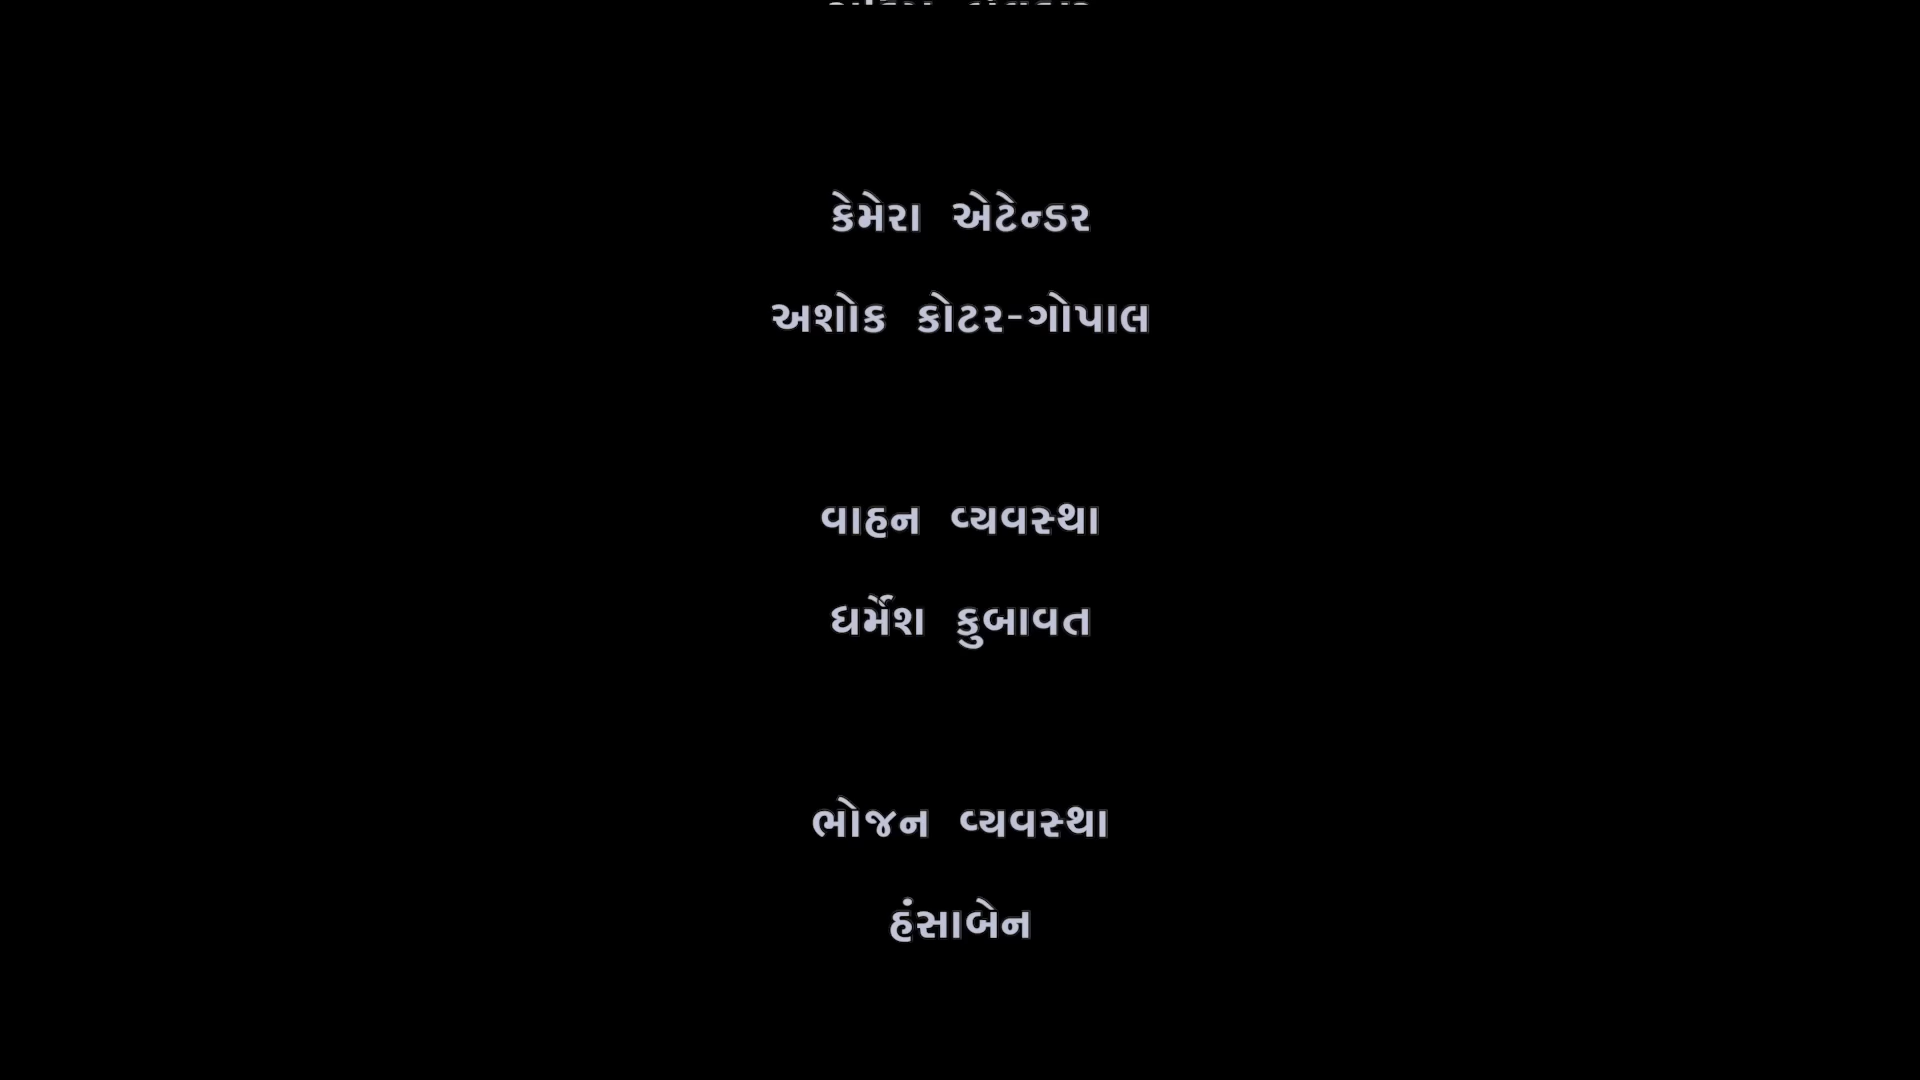 કેમેરા એટેન્ડર
અશોક કોટર-ગોપાલ
વાહન વ્યવસ્થા
ધર્મેશ કુબાવત
ભોજન વ્યવસ્થા
હંસાબેન